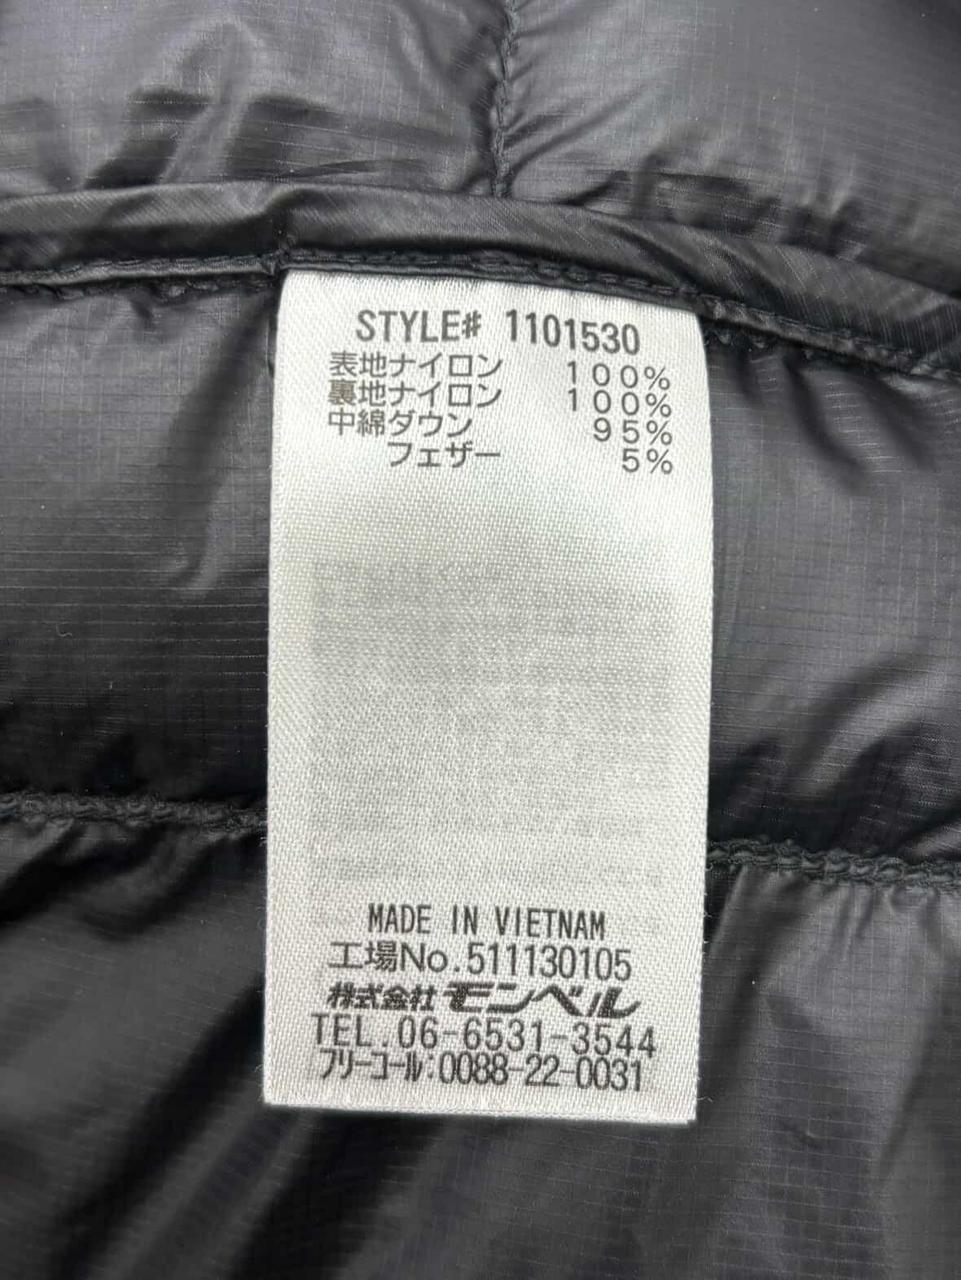 STYLE# 1101530
表地ナイロン 100%
裏地ナイロン 100%
中綿ダウン 95%
フェザー 5%
MADE IN VIETNAM
工場No.511130105
株式会社モンベル
TEL.06-6531-3544
フリーコール:0088-22-0031